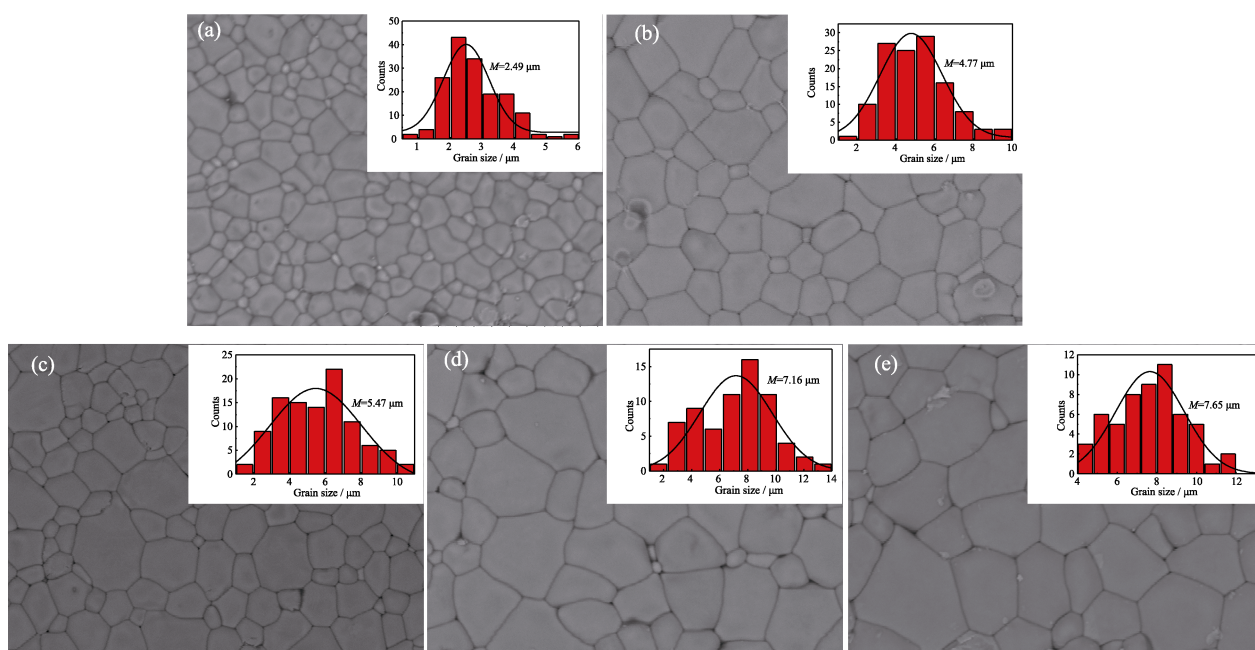 (a)
50
40
30
20
10
0
Counts
M=2.49 μm
1 2 3 4 5 6
Grain size / μm
(b)
30
25
20
15
10
5
0
Counts
M=4.77 μm
2 4 6 8 10
Grain size / μm
(c)
25
20
15
10
5
0
Counts
M=5.47 μm
2 4 6 8 10
Grain size / μm
(d)
15
10
5
0
Counts
M=7.16 μm
2 4 6 8 10 12 14
Grain size / μm
(e)
12
10
8
6
4
2
0
Counts
M=7.65 μm
4 6 8 10 12
Grain size / μm